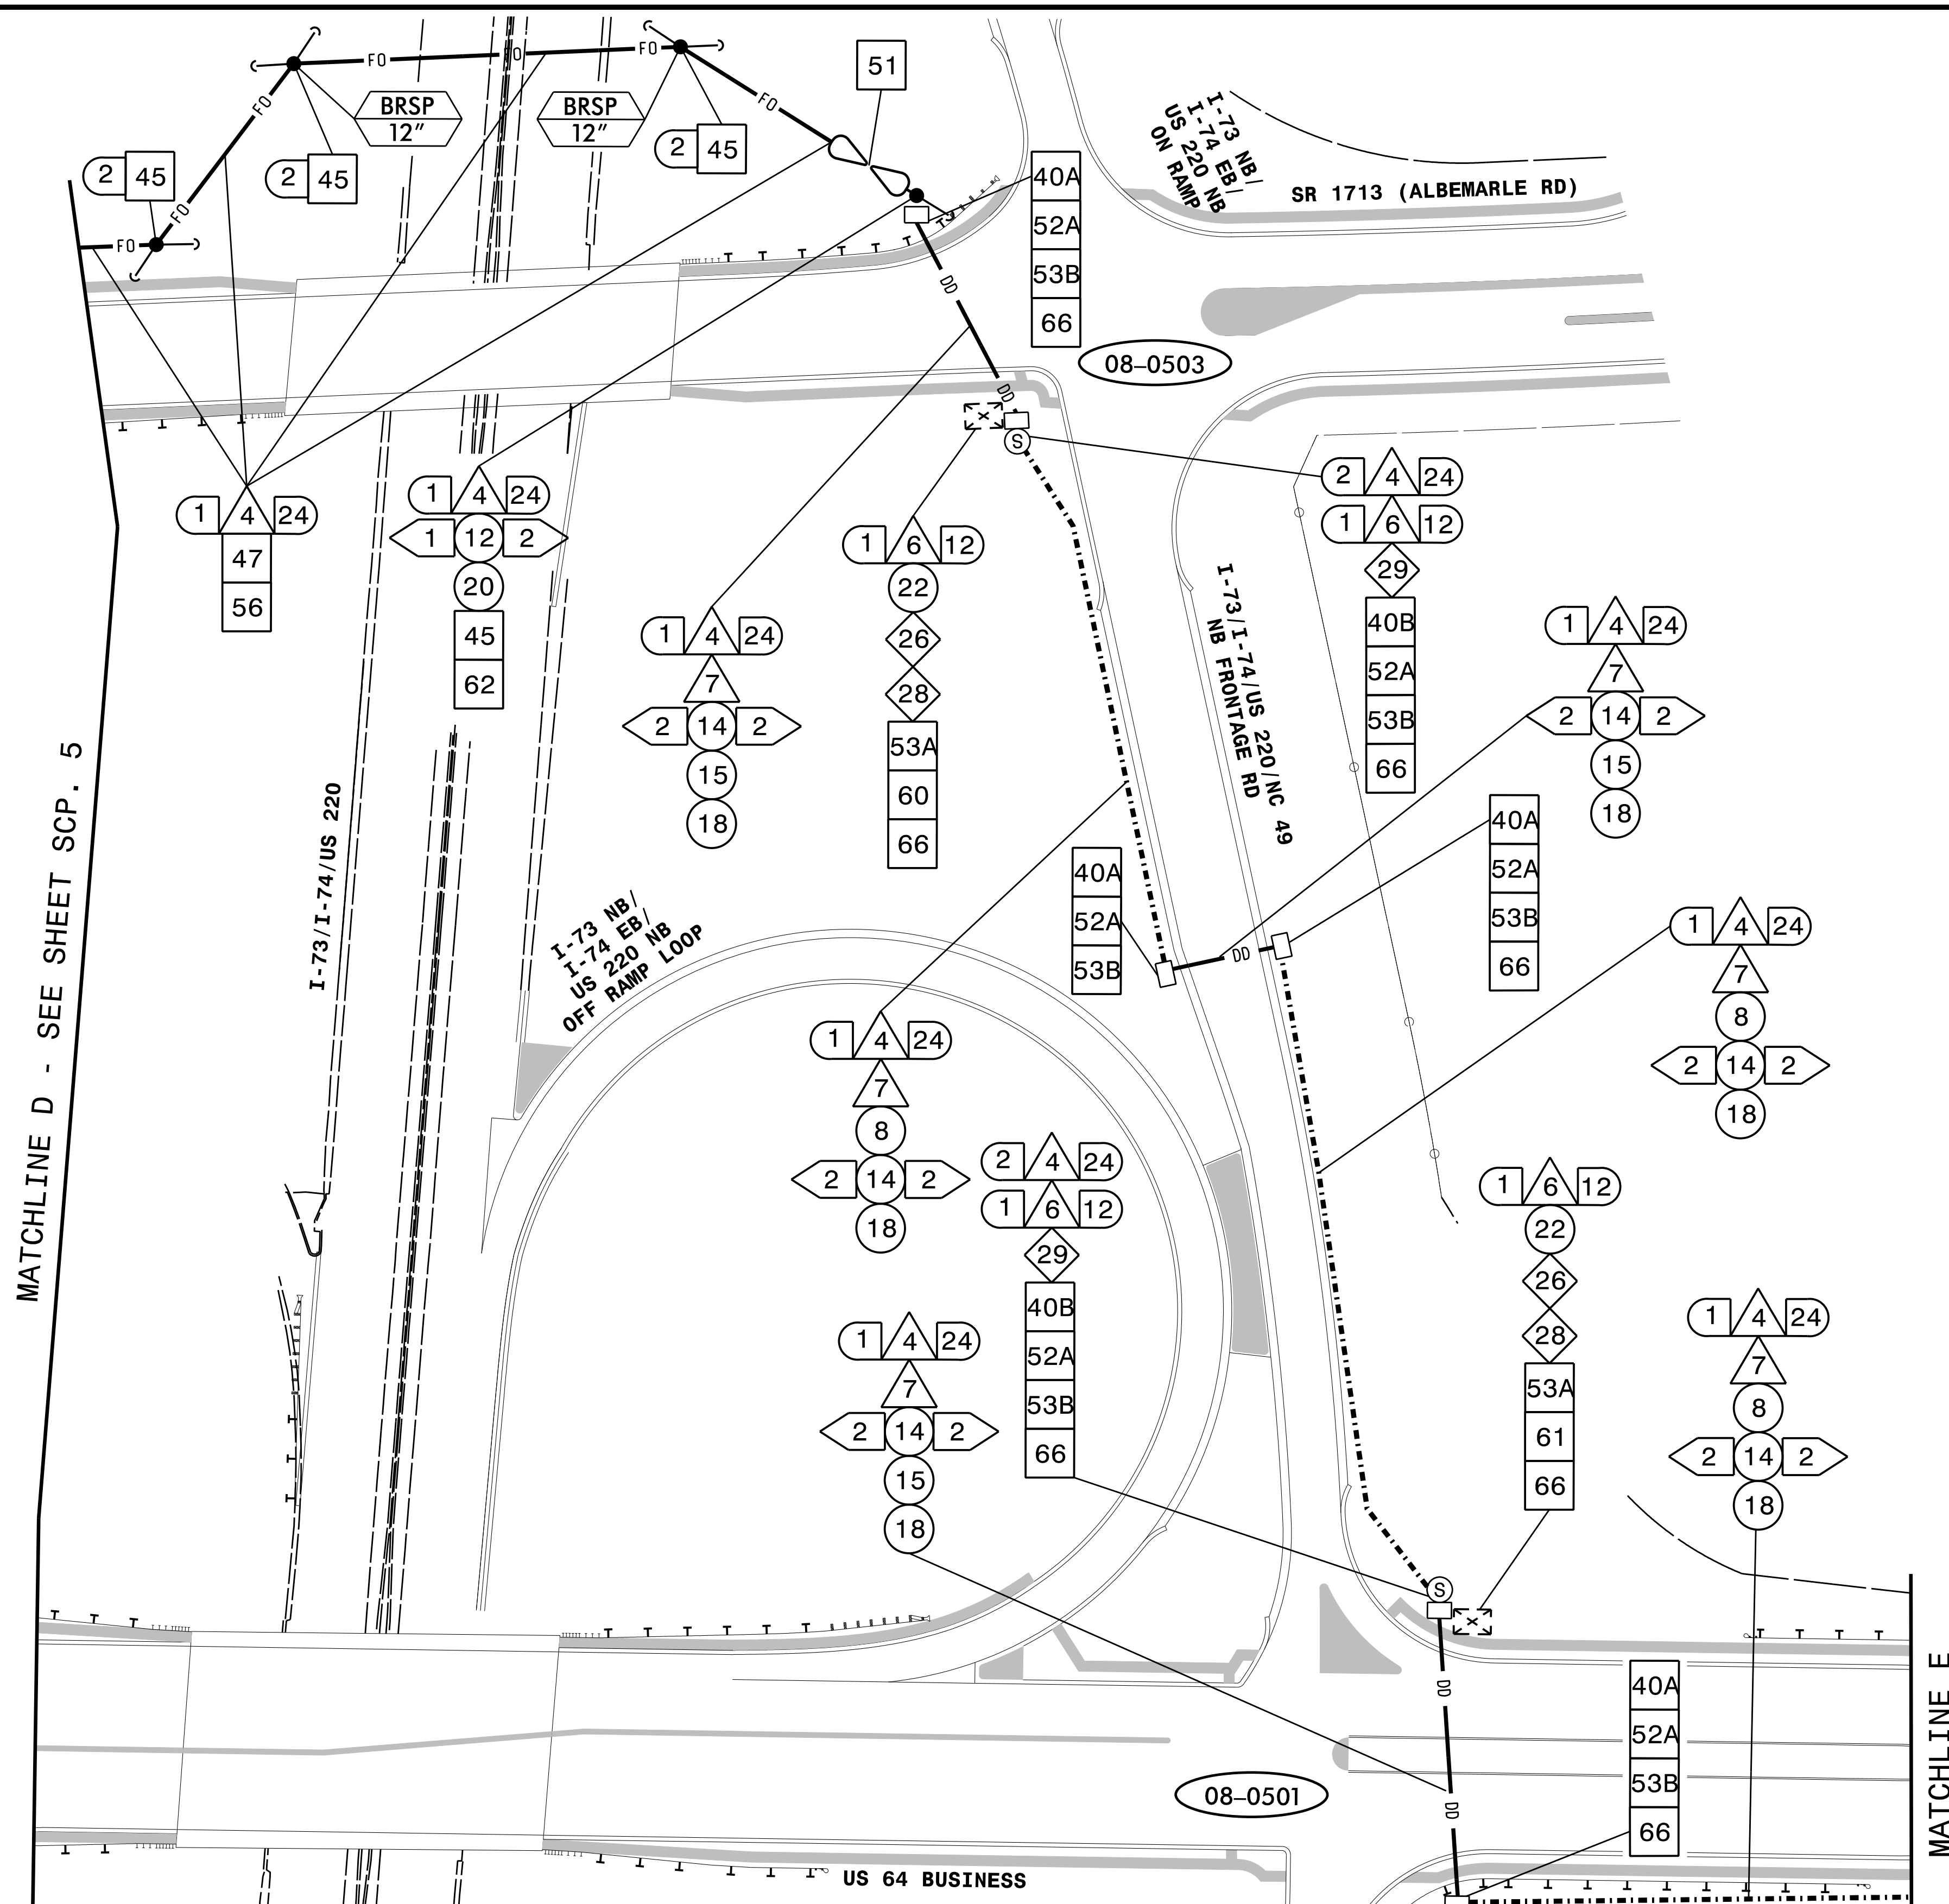 FO
FO
FO
FO
FO
FO
FO
BRSP
12"
BRSP
12"
51
2 45
2 45
2 45
I-73 NB/
I-74 EB/
US 220 NB
ON RAMP
SR 1713 (ALBEMARLE RD)
40A
52A
53B
66
DD
DD
08–0503
X
S
1 4 24
47
56
1 4 24
1 12 2
20
45
62
1 4 24
7
2 14 2
15
18
1 6 12
22
26
28
53A
60
66
2 4 24
1 6 12
29
40B
52A
53B
66
1 4 24
7
2 14 2
15
18
I-73/I-74/US 220/NC 49
NB FRONTAGE RD
40A
52A
53B
66
40A
52A
53B
DD
MATCHLINE D - SEE SHEET SCP. 5
I-73/I-74/US 220
I-73 NB/
I-74 EB/
US 220 NB
OFF RAMP LOOP
1 4 24
7
8
2 14 2
18
1 4 24
7
8
2 14 2
18
2 4 24
1 6 12
29
40B
52A
53B
66
1 4 24
7
2 14 2
15
18
1 6 12
22
26
28
53A
61
66
1 4 24
7
8
2 14 2
18
S
X
DD
DD
40A
52A
53B
66
08–0501
US 64 BUSINESS
MATCHLINE E